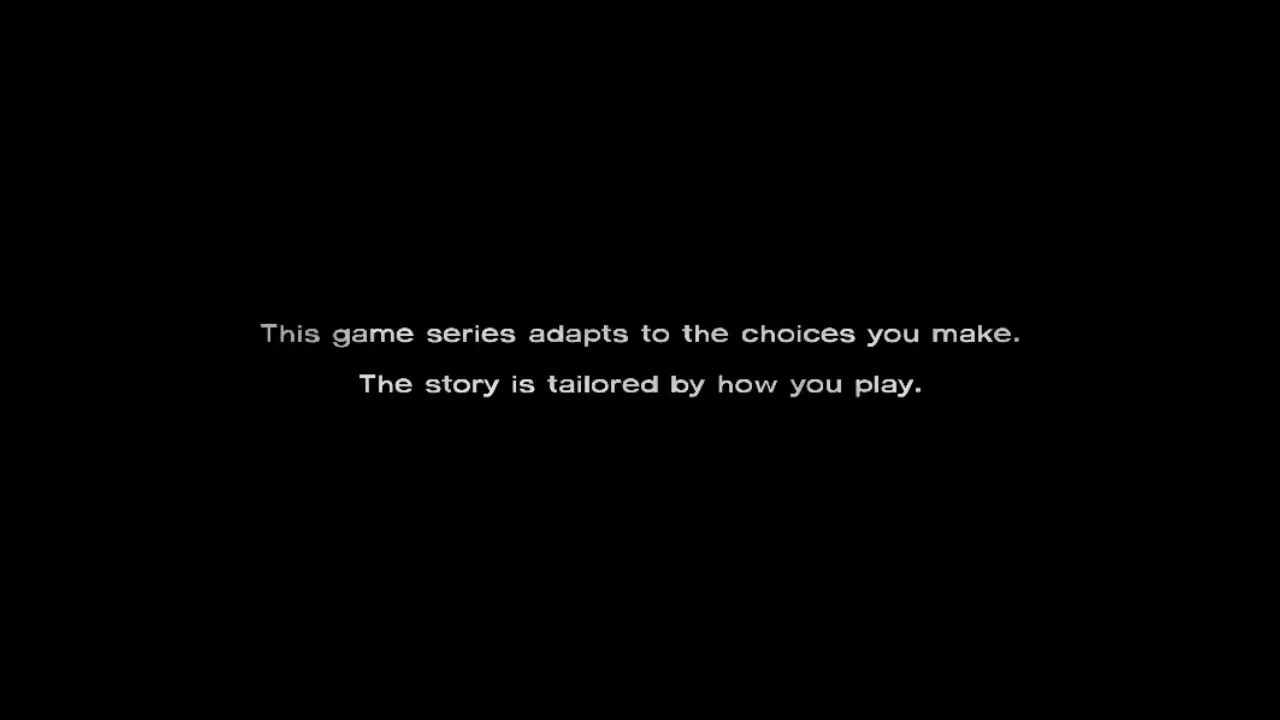 This game series adapts to the choices you make.
The story is tailored by how you play.